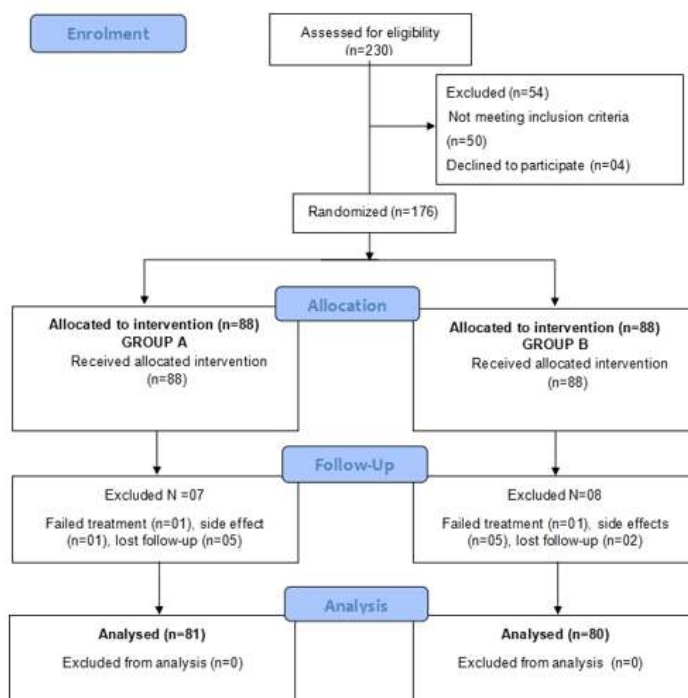 Enrolment
Assessed for eligibility
(n=230)
Excluded (n=54)
Not meeting inclusion criteria
(n=50)
Declined to participate (n=04)
Randomized (n=176)
Allocation
Allocated to intervention (n=88)
GROUP A
Received allocated intervention
(n=88)
Allocated to intervention (n=88)
GROUP B
Received allocated intervention
(n=88)
Follow-Up
Excluded N =07
Failed treatment (n=01), side effect
(n=01), lost follow-up (n=05)
Excluded N=08
Failed treatment (n=01), side effects
(n=05), lost follow-up (n=02)
Analysis
Analysed (n=81)
Excluded from analysis (n=0)
Analysed (n=80)
Excluded from analysis (n=0)